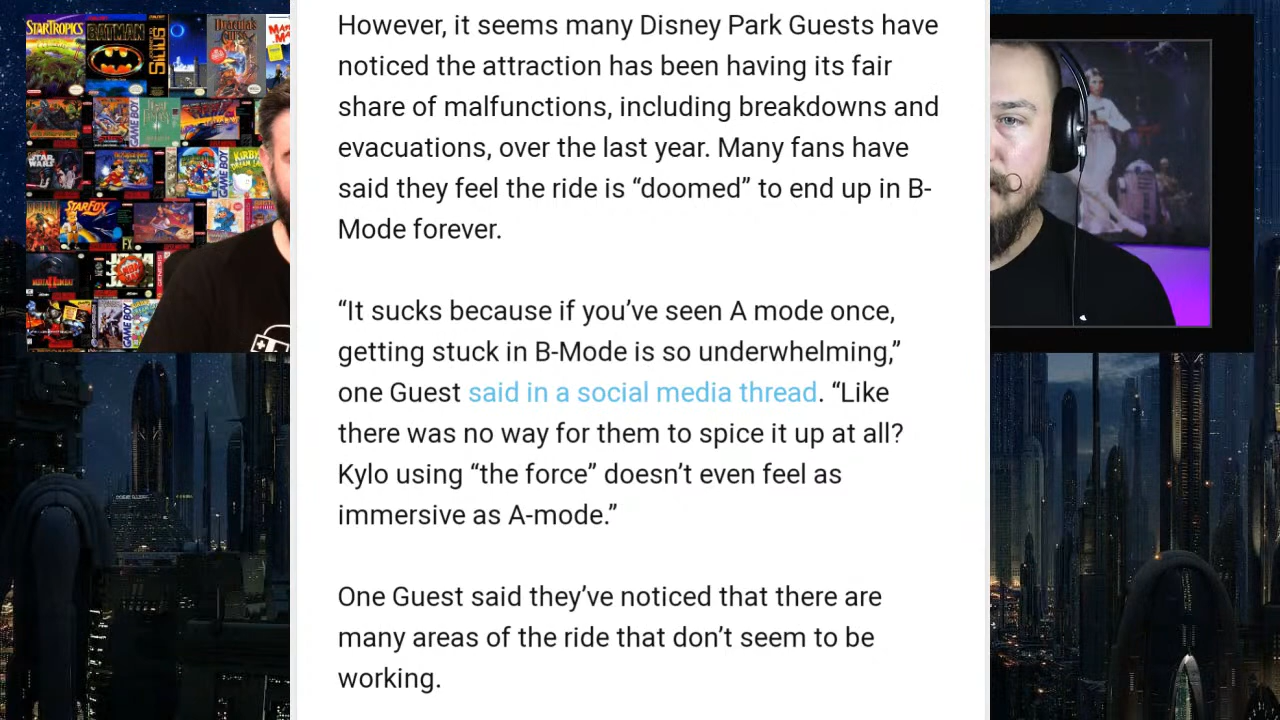 However, it seems many Disney Park Guests have
noticed the attraction has been having its fair
share of malfunctions, including breakdowns and
evacuations, over the last year. Many fans have
said they feel the ride is “doomed” to end up in B-
Mode forever.
“It sucks because if you’ve seen A mode once,
getting stuck in B-Mode is so underwhelming,”
one Guest said in a social media thread. “Like
there was no way for them to spice it up at all?
Kylo using “the force” doesn’t even feel as
immersive as A-mode.”
One Guest said they’ve noticed that there are
many areas of the ride that don’t seem to be
working.
STARTROPICS
BATMAN
STAR WARS
KIRBY'S
STARFOX
FX
GAME BOY
GENESIS